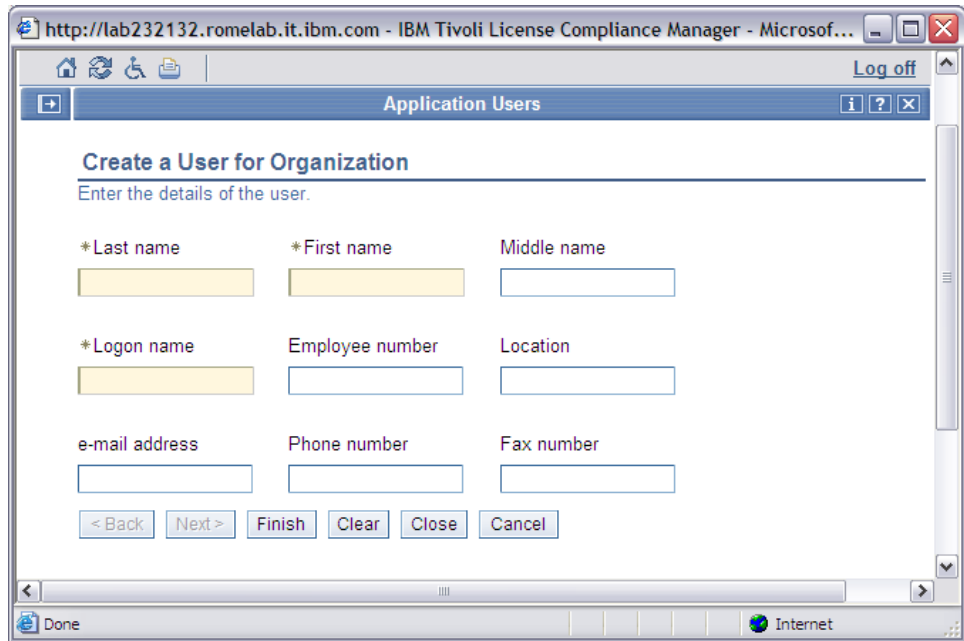 http://lab232132.romelab.it.ibm.com - IBM Tivoli License Compliance Manager - Microsof...
Log off
Application Users
Create a User for Organization
Enter the details of the user.
*Last name *First name Middle name
*Logon name Employee number Location
e-mail address Phone number Fax number
< Back Next > Finish Clear Close Cancel
Done Internet